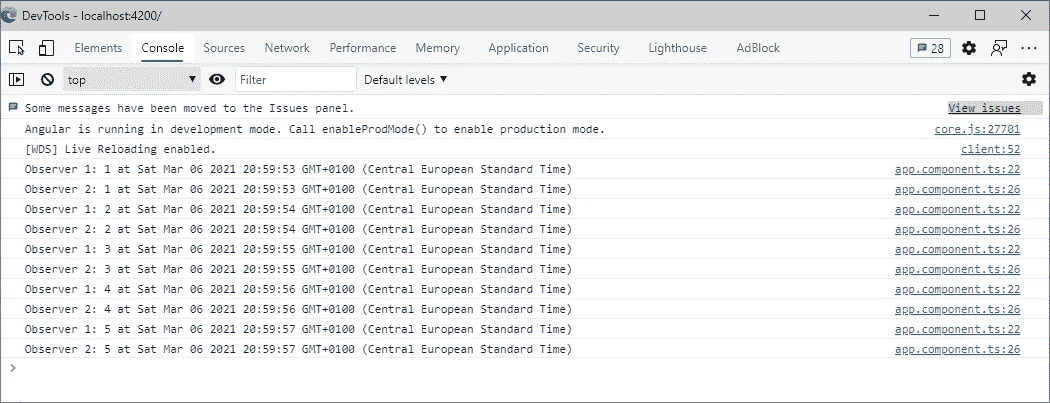 DevTools - localhost:4200/
Elements Console Sources Network Performance Memory Application Security Lighthouse AdBlock 28
top Filter Default levels
Some messages have been moved to the Issues panel. View issues
Angular is running in development mode. Call enableProdMode() to enable production mode. core.js:27701
[WDS] Live Reloading enabled. client:52
Observer 1: 1 at Sat Mar 06 2021 20:59:53 GMT+0100 (Central European Standard Time) app.component.ts:22
Observer 2: 1 at Sat Mar 06 2021 20:59:53 GMT+0100 (Central European Standard Time) app.component.ts:26
Observer 1: 2 at Sat Mar 06 2021 20:59:54 GMT+0100 (Central European Standard Time) app.component.ts:22
Observer 2: 2 at Sat Mar 06 2021 20:59:54 GMT+0100 (Central European Standard Time) app.component.ts:26
Observer 1: 3 at Sat Mar 06 2021 20:59:55 GMT+0100 (Central European Standard Time) app.component.ts:22
Observer 2: 3 at Sat Mar 06 2021 20:59:55 GMT+0100 (Central European Standard Time) app.component.ts:26
Observer 1: 4 at Sat Mar 06 2021 20:59:56 GMT+0100 (Central European Standard Time) app.component.ts:22
Observer 2: 4 at Sat Mar 06 2021 20:59:56 GMT+0100 (Central European Standard Time) app.component.ts:26
Observer 1: 5 at Sat Mar 06 2021 20:59:57 GMT+0100 (Central European Standard Time) app.component.ts:22
Observer 2: 5 at Sat Mar 06 2021 20:59:57 GMT+0100 (Central European Standard Time) app.component.ts:26